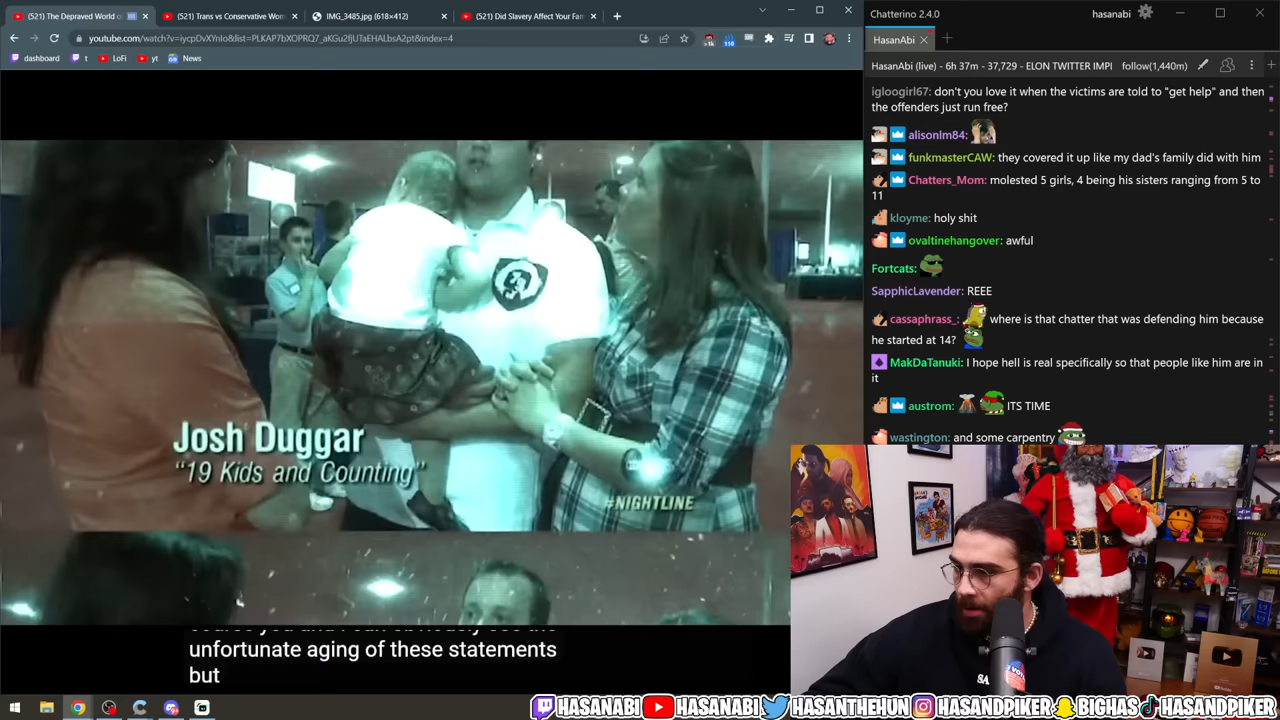 (521) The Depraved World o
(521) Trans vs Conservative Wom
IMG_3485.jpg (618×412)
(521) Did Slavery Affect Your Fam
youtube.com/watch?v=iycpDvXYnIo&list=PLKAP7bXOPRQ7_aKGu2fjUTaEHALbsA2pt&index=4
>1k
110
dashboard
t
LoFi
yt
News
Josh Duggar
"19 Kids and Counting"
#NIGHTLINE
unfortunate aging of these statements
but
Chatterino 2.4.0
hasanabi
HasanAbi
HasanAbi (live) - 6h 37m - 37,729 - ELON TWITTER IMPI
follow(1,440m)
igloogirl67: don't you love it when the victims are told to "get help" and then
the offenders just run free?
alisonlm84:
funkmasterCAW: they covered it up like my dad's family did with him
Chatters_Mom: molested 5 girls, 4 being his sisters ranging from 5 to
11
kloyme: holy shit
ovaltinehangover: awful
Fortcats:
SapphicLavender: REEE
cassaphrass_: where is that chatter that was defending him because
he started at 14?
MakDaTanuki: I hope hell is real specifically so that people like him are in
it
austrom: ITS TIME
wastington: and some carpentry
HASANABI
HASANABI
HASANTHEHUN
HASANDPIKER
BIGHAS
HASANDPIKER